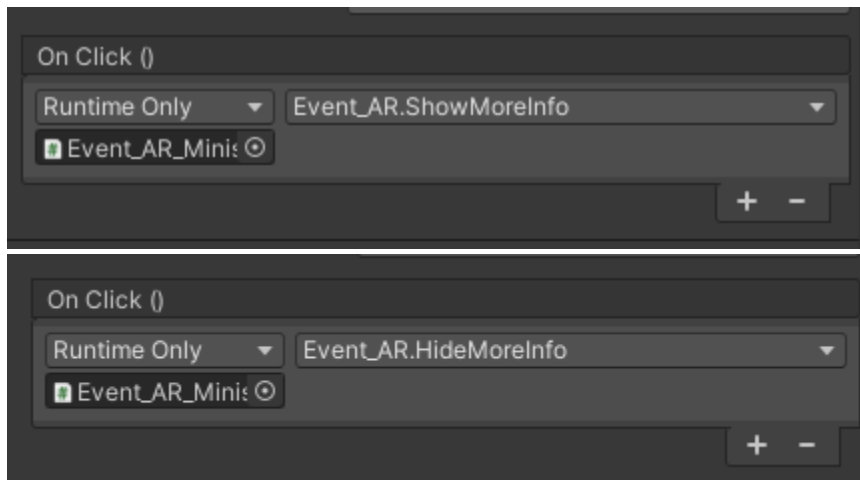 On Click ()
Runtime Only Event_AR.ShowMoreInfo
Event_AR_Minis
+ -
On Click ()
Runtime Only Event_AR.HideMoreInfo
Event_AR_Minis
+ -